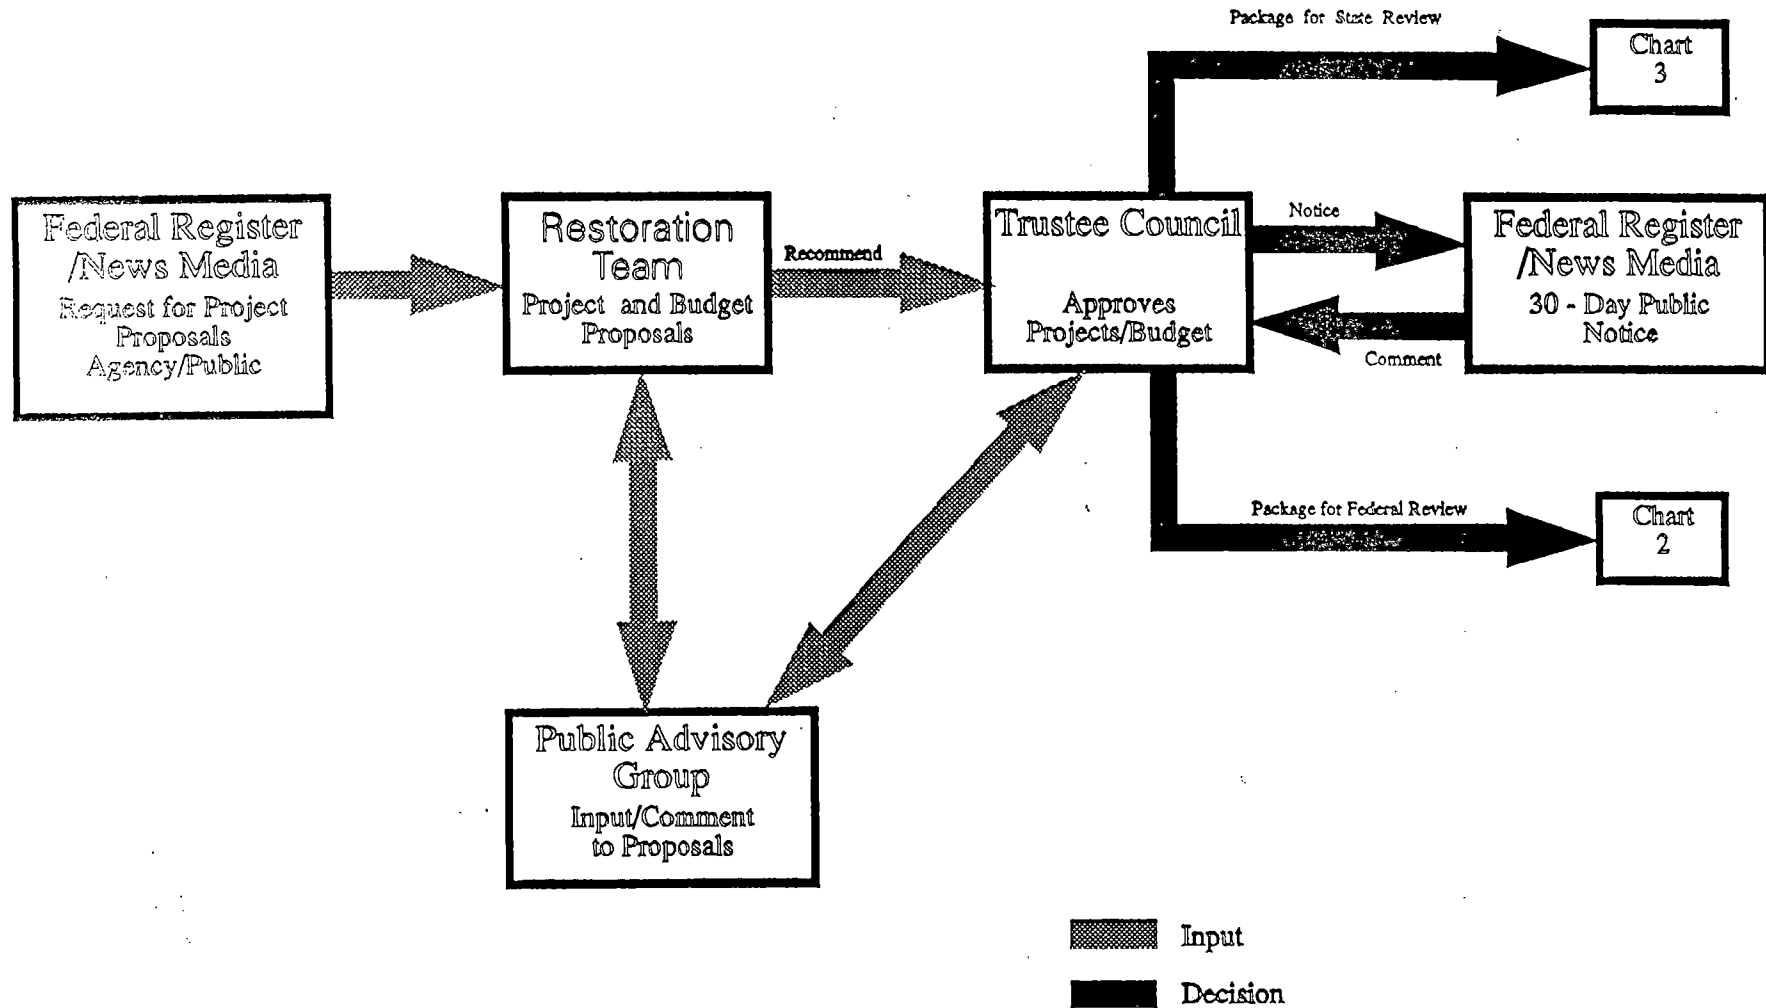 Package for State Review
Chart
3
Federal Register
/News Media
Request for Project
Proposals
Agency/Public
Restoration
Team
Project and Budget
Proposals
Recommend
Trustee Council
Approves
Projects/Budget
Notice
Comment
Federal Register
/News Media
30 - Day Public
Notice
Package for Federal Review
Chart
2
Public Advisory
Group
Input/Comment
to Proposals
Input
Decision